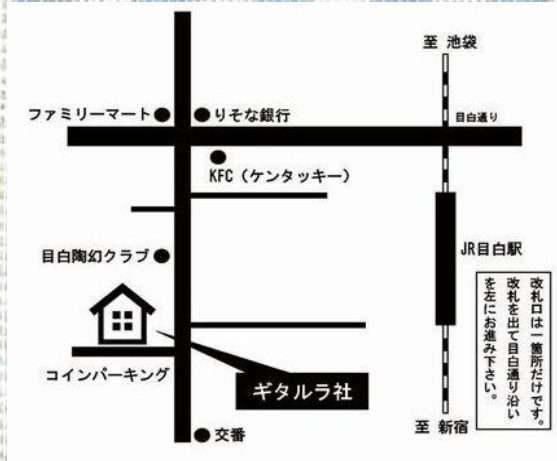 至 池袋
ファミリーマート
りそな銀行
目白通り
KFC（ケンタッキー）
目白陶幻クラブ
JR目白駅
改札口は一箇所だけです。
改札を出て目白通り沿い
を左にお進み下さい。
コインパーキング
ギタルラ社
至 新宿
交番